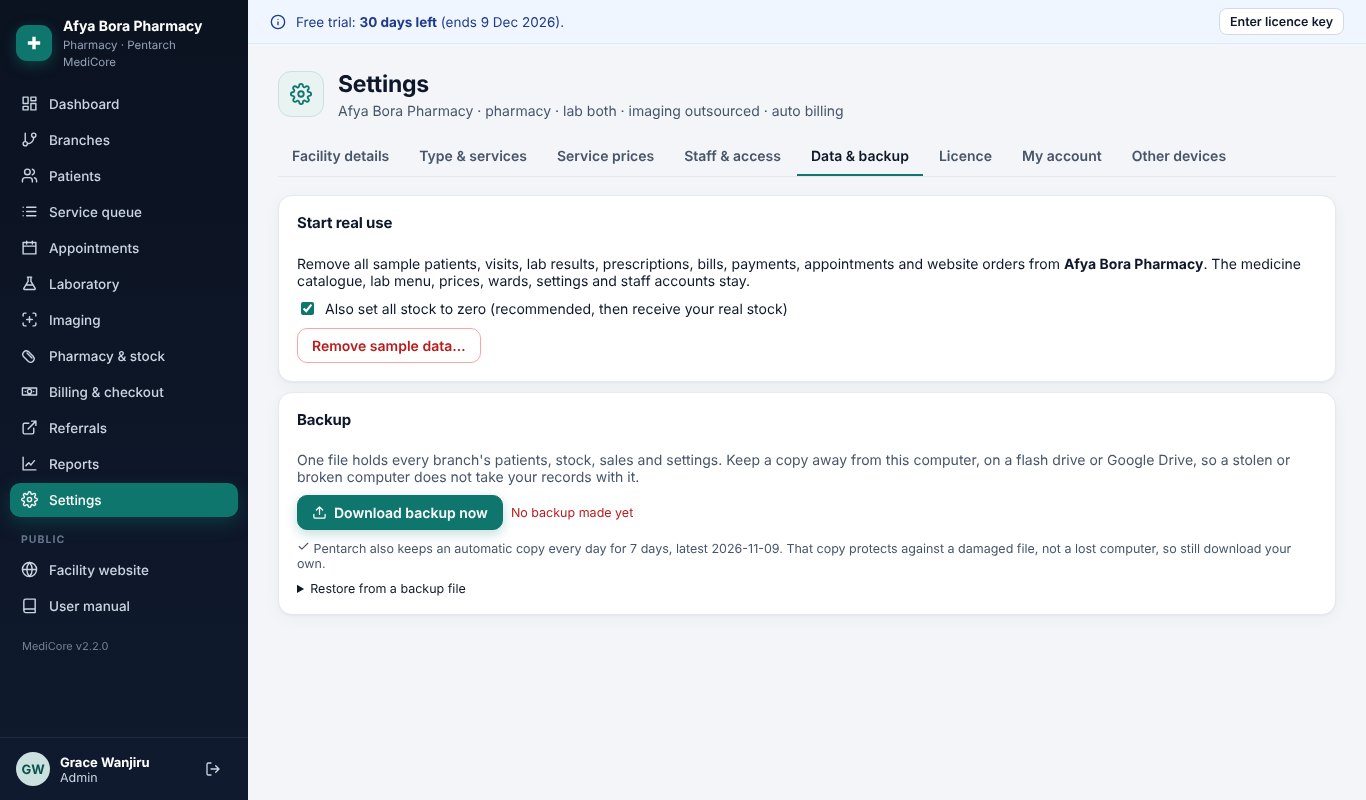 Afya Bora Pharmacy
Pharmacy · Pentarch
MediCore
Dashboard
Branches
Patients
Service queue
Appointments
Laboratory
Imaging
Pharmacy & stock
Billing & checkout
Referrals
Reports
Settings
PUBLIC
Facility website
User manual
MediCore v2.2.0
GW
Grace Wanjiru
Admin
Free trial: 30 days left (ends 9 Dec 2026).
Enter licence key
Settings
Afya Bora Pharmacy · pharmacy · lab both · imaging outsourced · auto billing
Facility details
Type & services
Service prices
Staff & access
Data & backup
Licence
My account
Other devices
Start real use
Remove all sample patients, visits, lab results, prescriptions, bills, payments, appointments and website orders from Afya Bora Pharmacy. The medicine
catalogue, lab menu, prices, wards, settings and staff accounts stay.
Also set all stock to zero (recommended, then receive your real stock)
Remove sample data...
Backup
One file holds every branch's patients, stock, sales and settings. Keep a copy away from this computer, on a flash drive or Google Drive, so a stolen or
broken computer does not take your records with it.
Download backup now
No backup made yet
Pentarch also keeps an automatic copy every day for 7 days, latest 2026-11-09. That copy protects against a damaged file, not a lost computer, so still download your
own.
Restore from a backup file